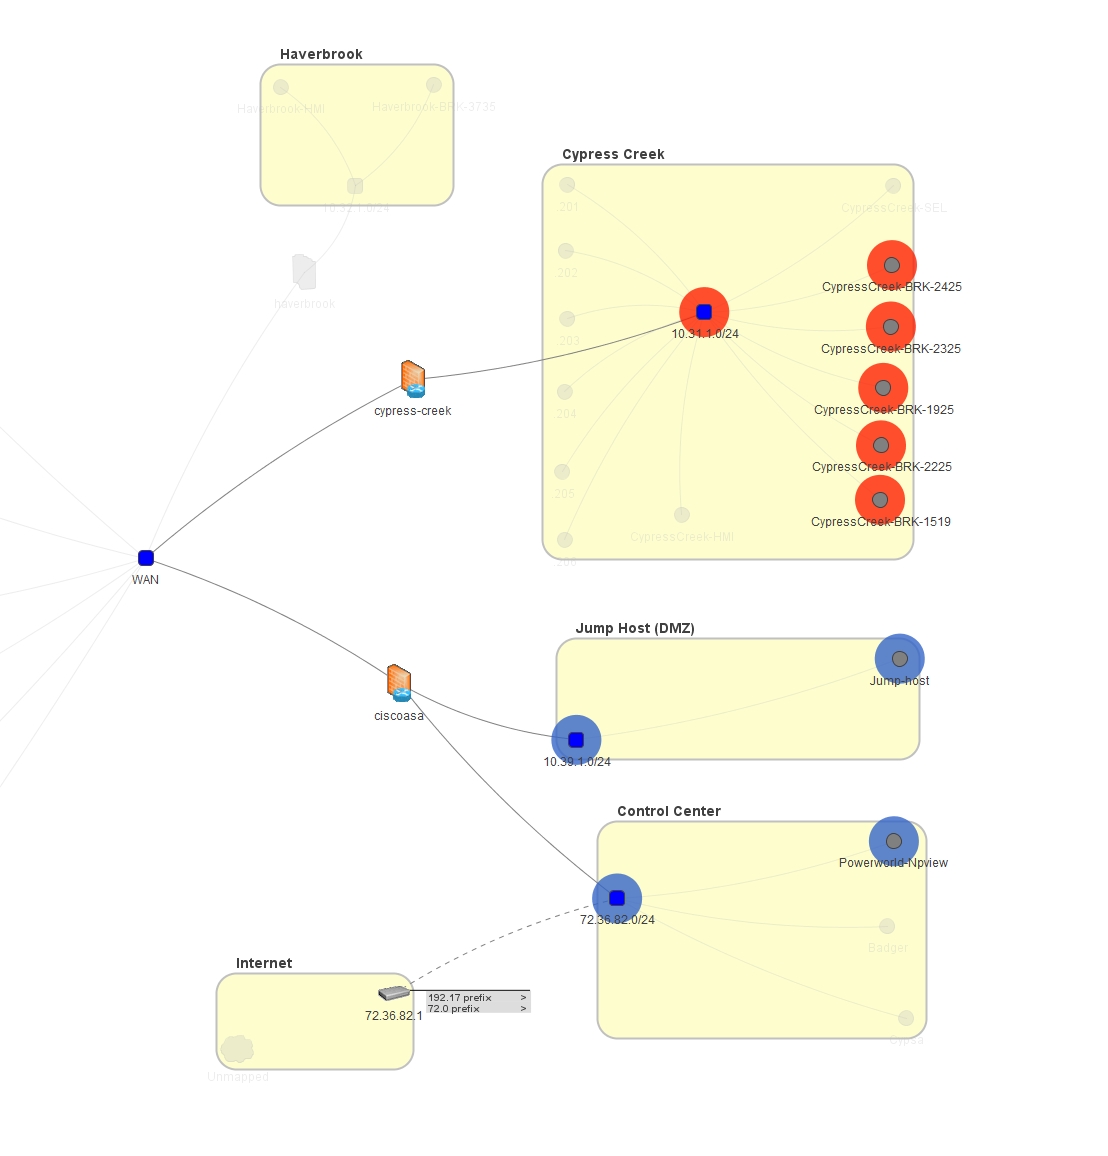 Haverbrook
Haverbrook-HMI
Haverbrook-BRK-3735
10.32.1.0/24
haverbrook
Cypress Creek
.201
CypressCreek-SEL
.202
CypressCreek-BRK-2425
.203
10.31.1.0/24
CypressCreek-BRK-2325
cypress-creek
.204
CypressCreek-BRK-1925
CypressCreek-BRK-2225
.205
CypressCreek-BRK-1519
CypressCreek-HMI
.206
WAN
Jump Host (DMZ)
Jump-host
ciscoasa
10.39.1.0/24
Control Center
Powerworld-Npview
72.36.82.0/24
Badger
Internet
192.17 prefix >
72.0 prefix >
72.36.82.1
Cypsa
Unmapped